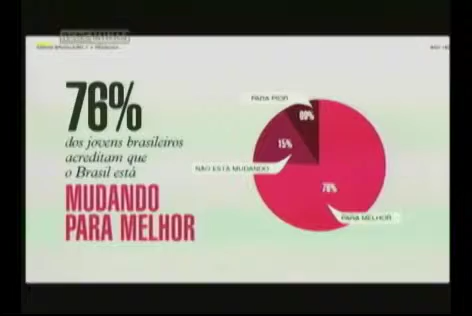 76%
dos jovens brasileiros
acreditam que
o Brasil está
MUDANDO
PARA MELHOR
PARA PIOR
15%
NÃO ESTÁ MUDANDO
76%
PARA MELHOR